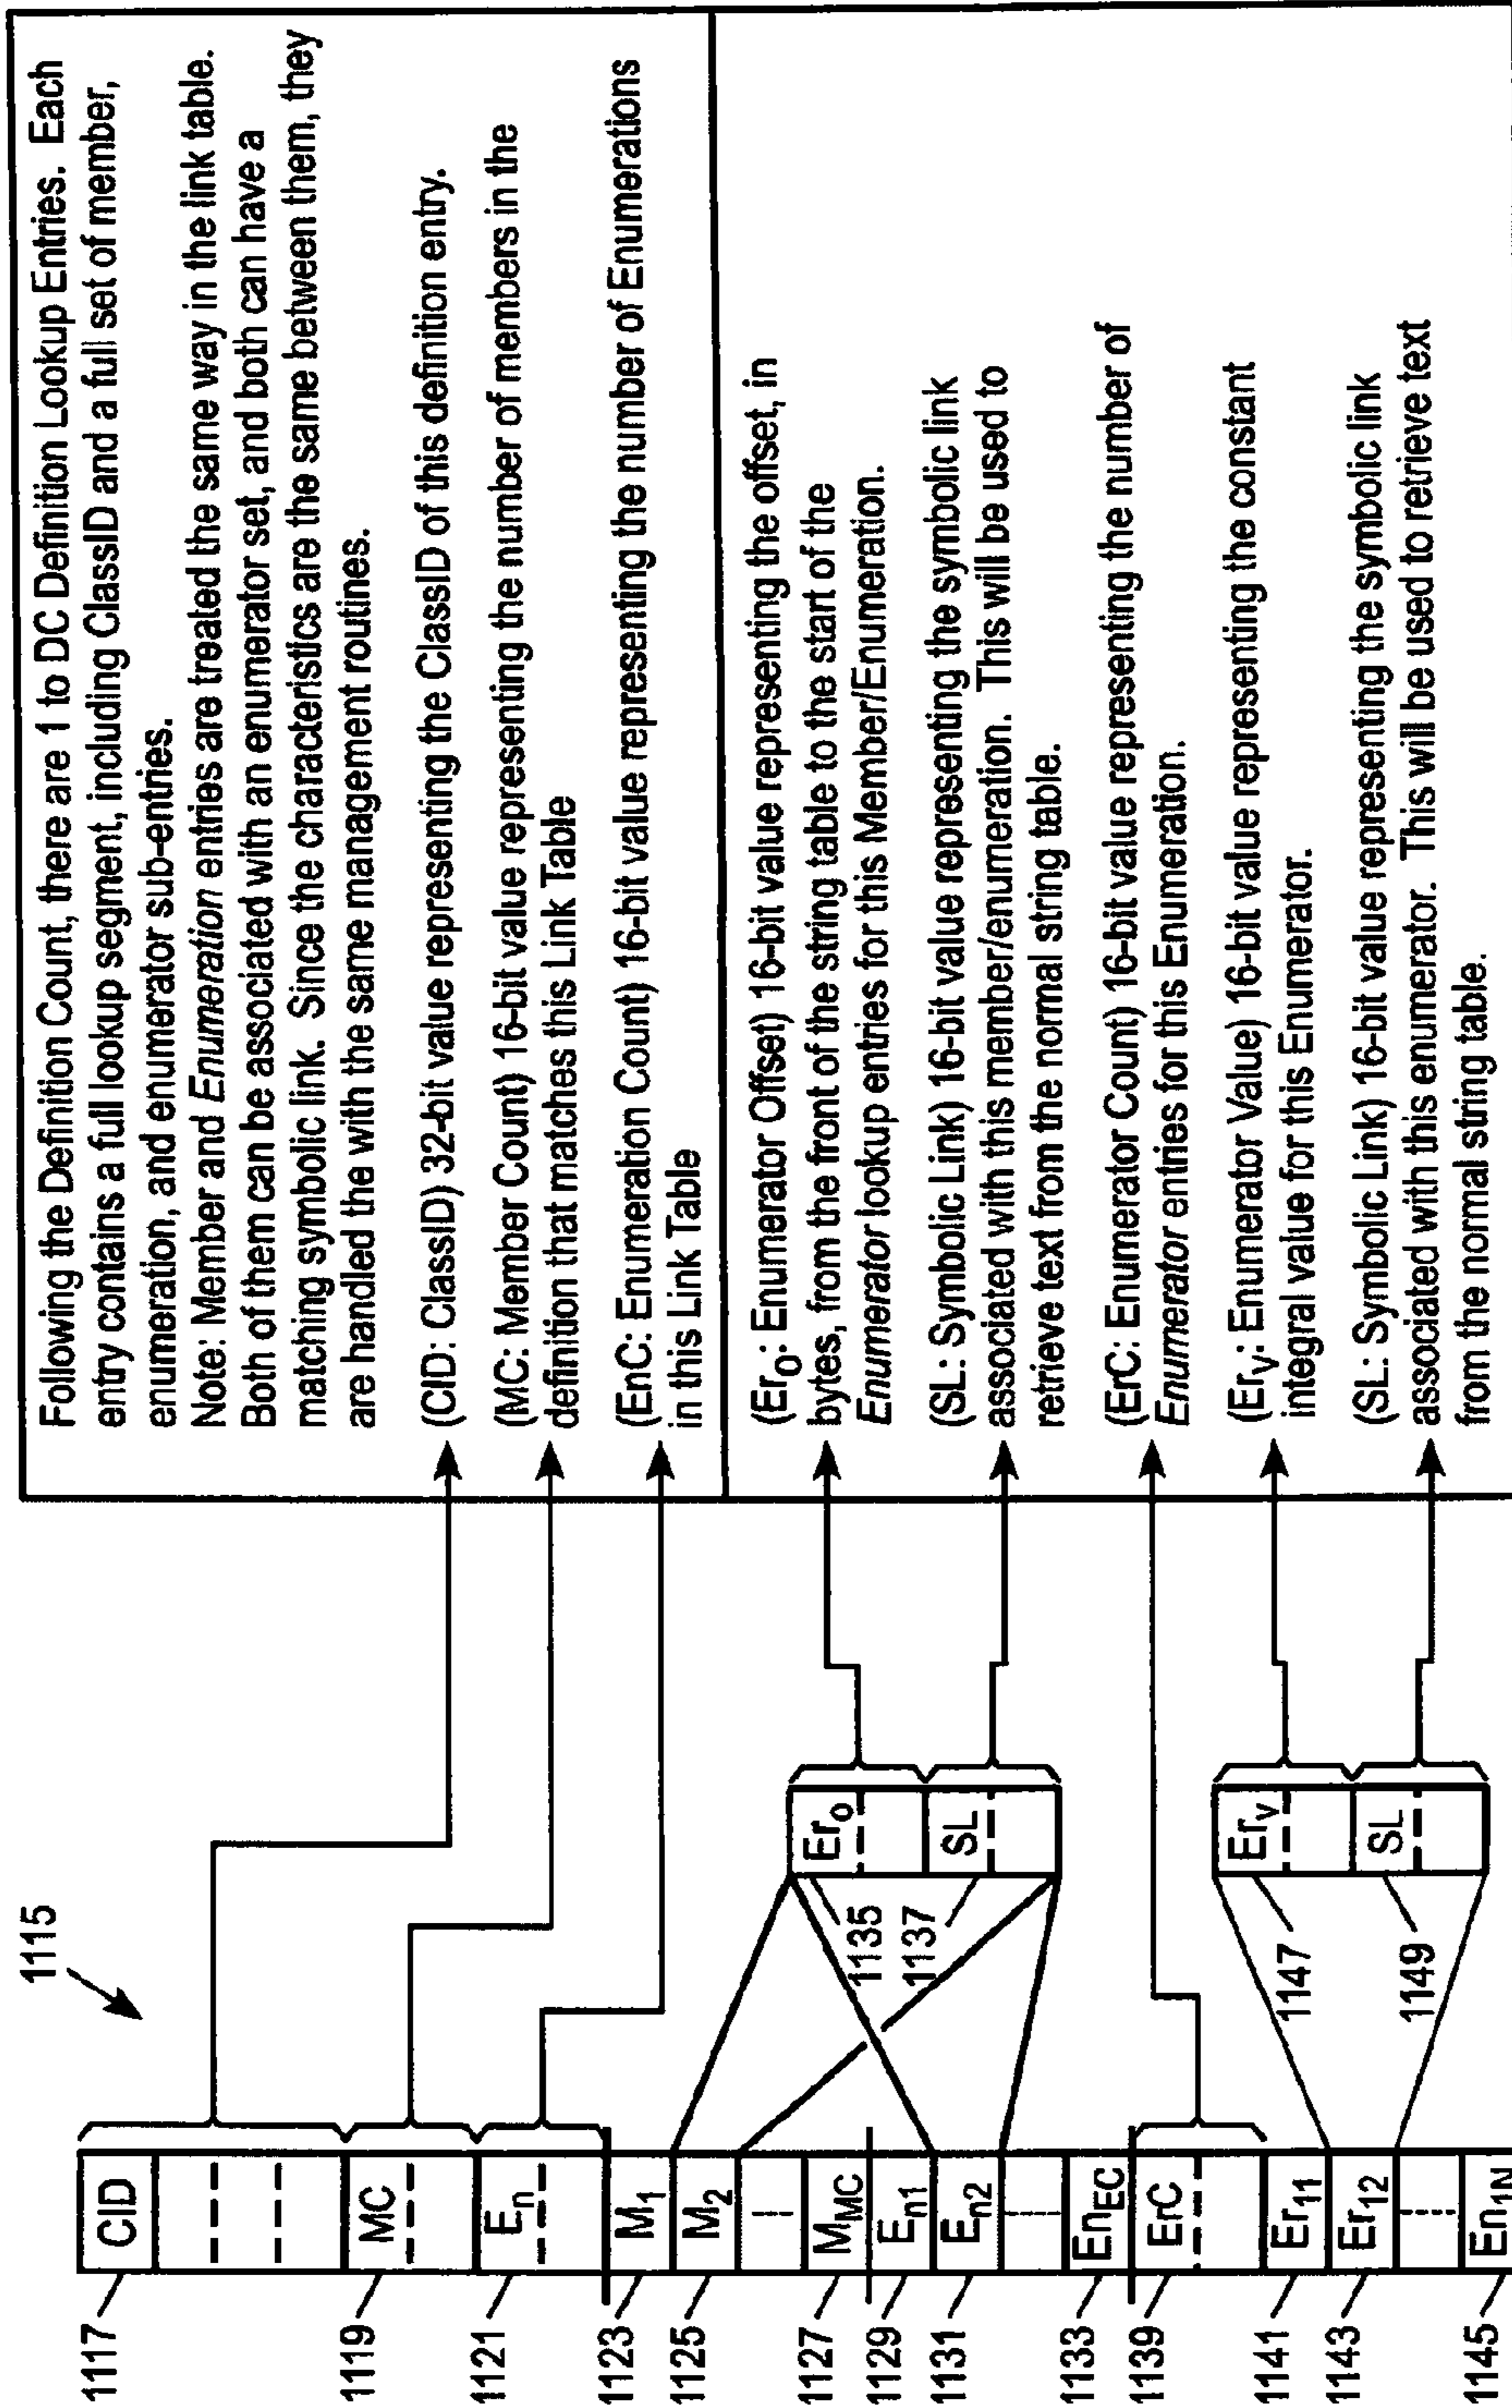 1115
Following the Definition Count, there are 1 to DC Definition Lookup Entries. Each
entry contains a full lookup segment, including ClassID and a full set of member,
enumeration, and enumerator sub-entries.
Note: Member and Enumeration entries are treated the same way in the link table.
Both of them can be associated with an enumerator set, and both can have a
matching symbolic link. Since the characteristics are the same between them, they
are handled the with the same management routines.
(CID: ClassID) 32-bit value representing the ClassID of this definition entry.
(MC: Member Count) 16-bit value representing the number of members in the
definition that matches this Link Table
(EnC: Enumeration Count) 16-bit value representing the number of Enumerations
in this Link Table
(Ero: Enumerator Offset) 16-bit value representing the offset, in
bytes, from the front of the string table to the start of the
Enumerator lookup entries for this Member/Enumeration.
(SL: Symbolic Link) 16-bit value representing the symbolic link
associated with this member/enumeration. This will be used to
retrieve text from the normal string table.
(ErC: Enumerator Count) 16-bit value representing the number of
Enumerator entries for this Enumeration.
(Erv: Enumerator Value) 16-bit value representing the constant
integral value for this Enumerator.
(SL: Symbolic Link) 16-bit value representing the symbolic link
associated with this enumerator. This will be used to retrieve text
from the normal string table.
1117 CID
1119 MC
1121 En
1123 M1
1125 M2
1127 MMC
1129 En1
1131 En2
1133 EnEC
1139 ErC
1141 Er11
1143 Er12
1145 En1N
1135 Ero
1137 SL
1147 Erv
1149 SL